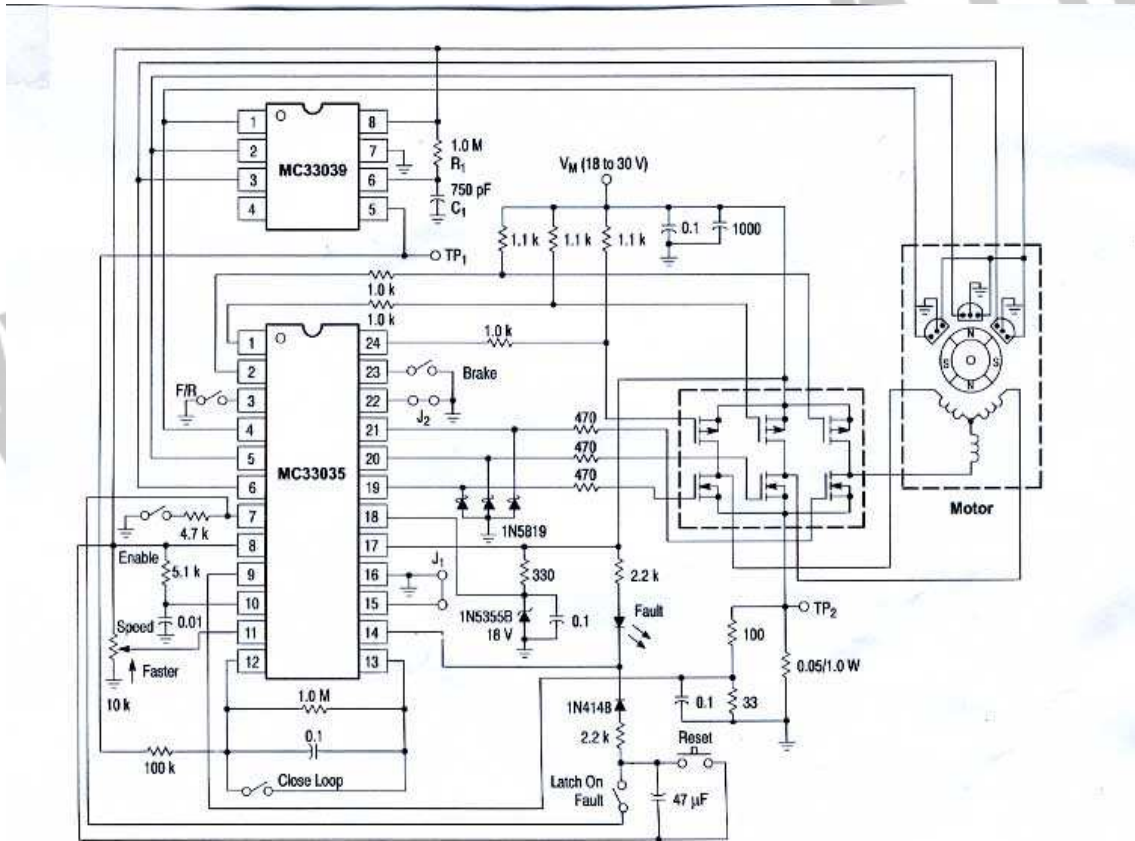 1 8
2 7
MC33039
3 6
4 5
1.0 M
R1
750 pF
C1
TP1
VM (18 to 30 V)
1.1 k 1.1 k 1.1 k
0.1 1000
1.0 k
1.0 k
1.0 k
MC33035
1 24
2 23
3 22
4 21
5 20
6 19
7 18
8 17
9 16
10 15
11 14
12 13
F/R
Brake
J2
470
470
470
1N5819
4.7 k
Enable
5.1 k
Speed
0.01
Faster
10 k
J1
330
1N5355B
18 V
0.1
2.2 k
Fault
TP2
100
0.05/1.0 W
0.1
33
1N4148
2.2 k
Reset
Latch On
Fault
47 µF
1.0 M
0.1
100 k
Close Loop
N
S S
N
Motor